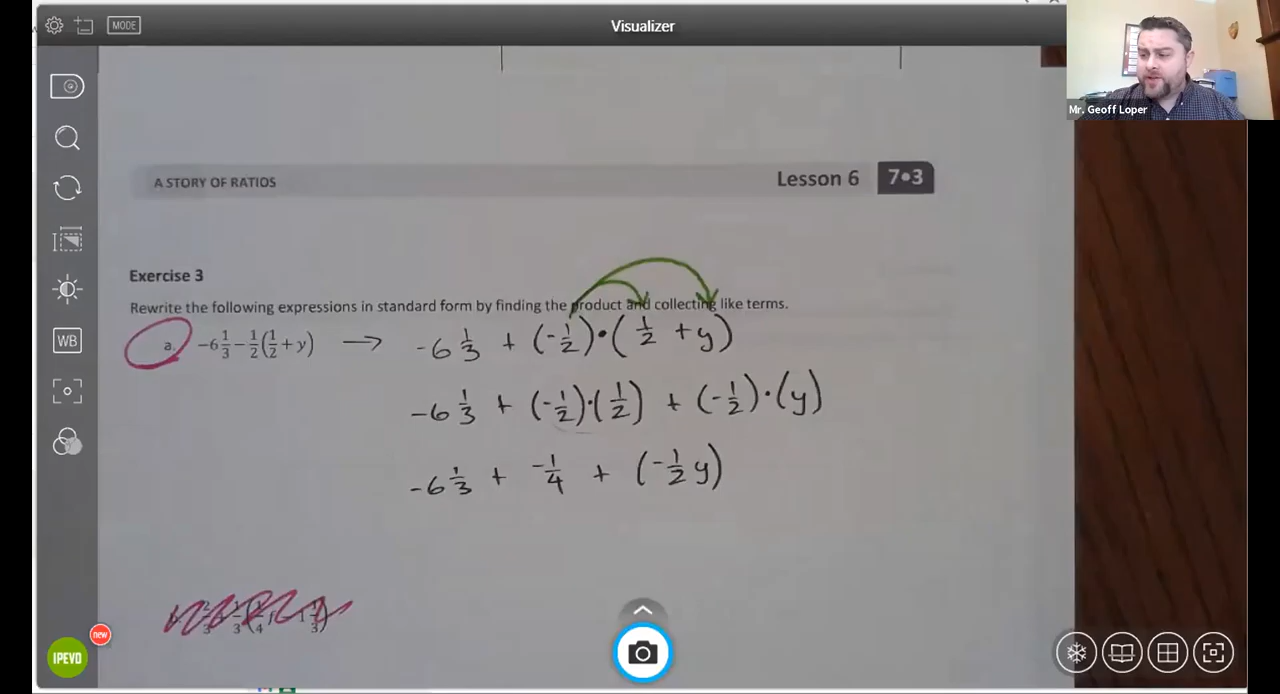 MODE
Visualizer
Mr. Geoff Loper
A STORY OF RATIOS
Lesson 6
7•3
Exercise 3
Rewrite the following expressions in standard form by finding the product and collecting like terms.
a. -6 1/3 - 1/2 (1/2 + y) → -6 1/3 + (-1/2) • (1/2 + y)
-6 1/3 + (-1/2) • (1/2) + (-1/2) • (y)
-6 1/3 + -1/4 + (-1/2 y)
WB
new
IPEVO